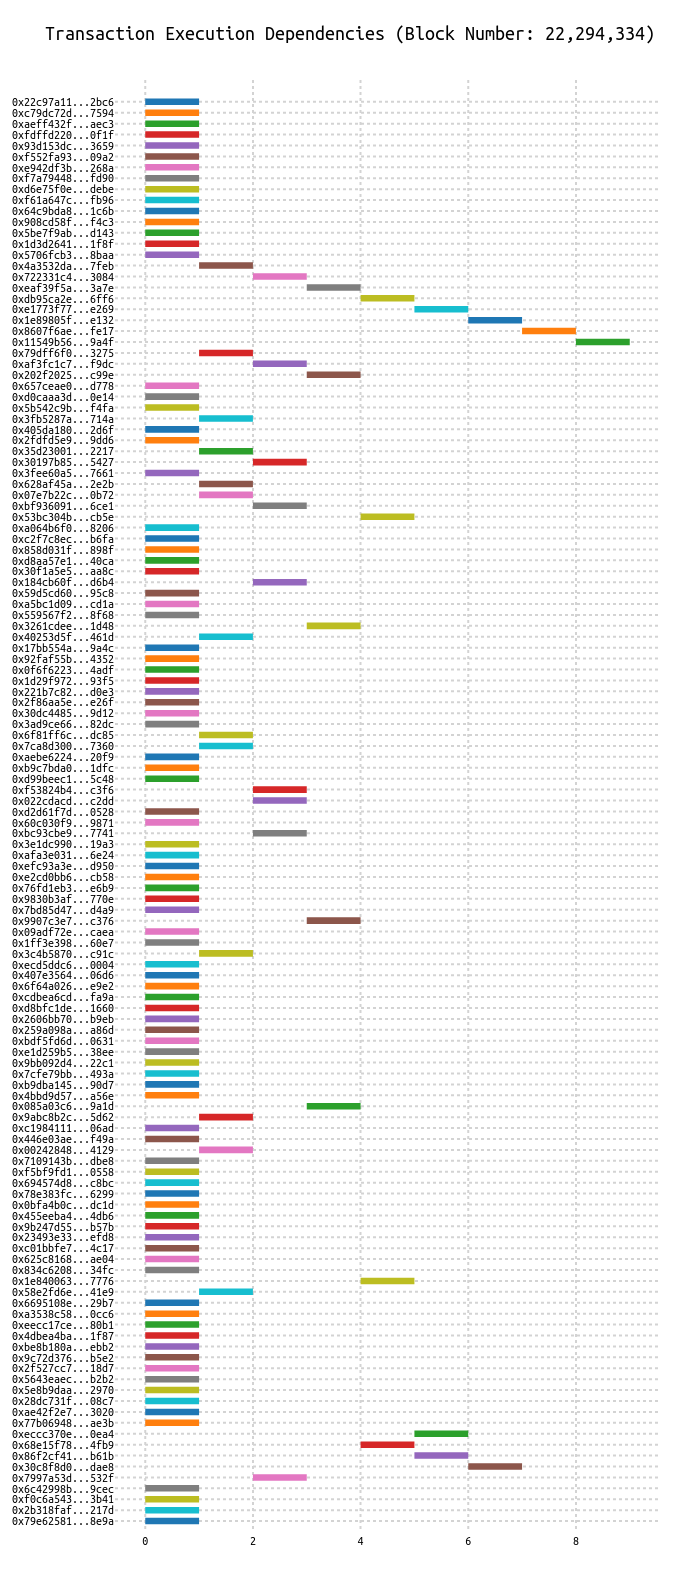 Transaction Execution Dependencies (Block Number: 22,294,334)
0x22c97a11...2bc6
0xc79dc72d...7594
0xaeff432f...aec3
0xfdffd220...0f1f
0x93d153dc...3659
0xf552fa93...09a2
0xe942df3b...268a
0xf7a79448...fd90
0xd6e75f0e...debe
0xf61a647c...fb96
0x64c9bda8...1c6b
0x908cd58f...f4c3
0x5be7f9ab...d143
0x1d3d2641...1f8f
0x5706fcb3...8baa
0x4a3532da...7feb
0x722331c4...3084
0xeaf39f5a...3a7e
0xdb95ca2e...6ff6
0xe1773f77...e269
0x1e89805f...e132
0x8607f6ae...fe17
0x11549b56...9a4f
0x79dff6f0...3275
0xaf3fc1c7...f9dc
0x202f2025...c99e
0x657ceae0...d778
0xd0caaa3d...0e14
0x5b542c9b...f4fa
0x3fb5287a...714a
0x405da180...2d6f
0x2fdfd5e9...9dd6
0x35d23001...2217
0x30197b85...5427
0x3fee60a5...7661
0x628af45a...2e2b
0x07e7b22c...0b72
0xbf936091...6ce1
0x53bc304b...cb5e
0xa064b6f0...8206
0xc2f7c8ec...b6fa
0x858d031f...898f
0xd8aa57e1...40ca
0x30f1a5e5...aa8c
0x184cb60f...d6b4
0x59d5cd60...95c8
0xa5bc1d09...cd1a
0x559567f2...8f68
0x3261cdee...1d48
0x40253d5f...461d
0x17bb554a...9a4c
0x92faf55b...4352
0x0f6f6223...4adf
0x1d29f972...93f5
0x221b7c82...d0e3
0x2f86aa5e...e26f
0x30dc4485...9d12
0x3ad9ce66...82dc
0x6f81ff6c...dc85
0x7ca8d300...7360
0xaebe6224...20f9
0xb9c7bda0...1dfc
0xd99beec1...5c48
0xf53824b4...c3f6
0x022cdacd...c2dd
0xd2d61f7d...0528
0x60c030f9...9871
0xbc93cbe9...7741
0x3e1dc990...19a3
0xafa3e031...6e24
0xefc93a3e...d950
0xe2cd0bb6...cb58
0x76fd1eb3...e6b9
0x9830b3af...770e
0x7bd85d47...d4a9
0x9907c3e7...c376
0x09adf72e...caea
0x1ff3e398...60e7
0x3c4b5870...c91c
0xecd5ddc6...0004
0x407e3564...06d6
0x6f64a026...e9e2
0xcdbea6cd...fa9a
0xd8bfc1de...1660
0x2606bb70...b9eb
0x259a098a...a86d
0xbdf5fd6d...0631
0xe1d259b5...38ee
0x9bb092d4...22c1
0x7cfe79bb...493a
0xb9dba145...90d7
0x4bbd9d57...a56e
0x085a03c6...9a1d
0x9abc8b2c...5d62
0xc1984111...06ad
0x446e03ae...f49a
0x00242848...4129
0x7109143b...dbe8
0xf5bf9fd1...0558
0x694574d8...c8bc
0x78e383fc...6299
0x0bfa4b0c...dc1d
0x455eeba4...4db6
0x9b247d55...b57b
0x23493e33...efd8
0xc01bbfe7...4c17
0x625c8168...ae04
0x834c6208...34fc
0x1e840063...7776
0x58e2fd6e...41e9
0x6695108e...29b7
0xa3538c58...0cc6
0xeecc17ce...80b1
0x4dbea4ba...1f87
0xbe8b180a...ebb2
0x9c72d376...b5e2
0x2f527cc7...18d7
0x5643eaec...b2b2
0x5e8b9daa...2970
0x28dc731f...08c7
0xae42f2e7...3020
0x77b06948...ae3b
0xeccc370e...0ea4
0x68e15f78...4fb9
0x86f2cf41...b61b
0x30c8f8d0...dae8
0x7997a53d...532f
0x6c42998b...9cec
0xf0c6a543...3b41
0x2b318faf...217d
0x79e62581...8e9a
0 2 4 6 8